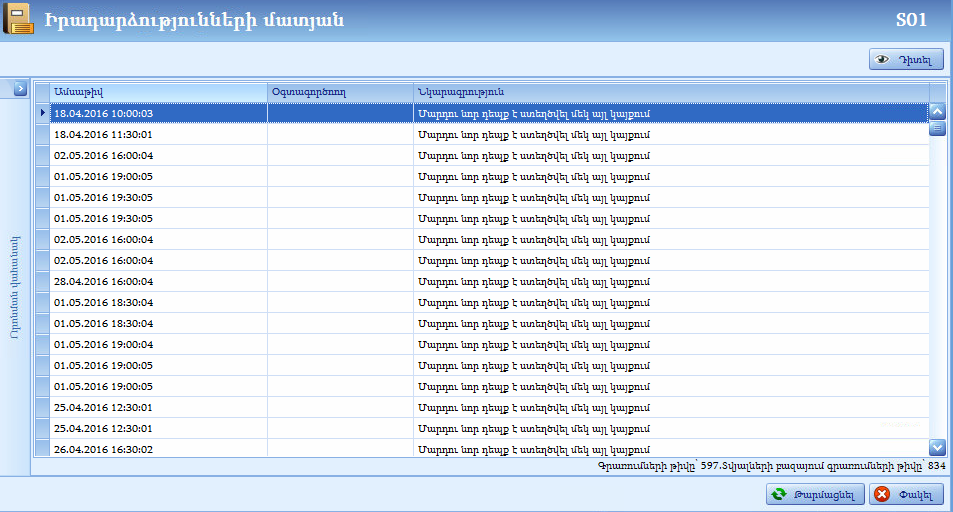 Իրադարձությունների մատյան S01
Դիտել
Որոնման վահանակ
Ամսաթիվ Օգտագործող Նկարագրություն
18.04.2016 10:00:03 Մարդու նոր դեպք է ստեղծվել մեկ այլ կայքում
18.04.2016 11:30:01 Մարդու նոր դեպք է ստեղծվել մեկ այլ կայքում
02.05.2016 16:00:04 Մարդու նոր դեպք է ստեղծվել մեկ այլ կայքում
01.05.2016 19:00:05 Մարդու նոր դեպք է ստեղծվել մեկ այլ կայքում
01.05.2016 19:30:05 Մարդու նոր դեպք է ստեղծվել մեկ այլ կայքում
01.05.2016 19:30:05 Մարդու նոր դեպք է ստեղծվել մեկ այլ կայքում
02.05.2016 16:00:04 Մարդու նոր դեպք է ստեղծվել մեկ այլ կայքում
02.05.2016 16:00:04 Մարդու նոր դեպք է ստեղծվել մեկ այլ կայքում
28.04.2016 16:00:04 Մարդու նոր դեպք է ստեղծվել մեկ այլ կայքում
01.05.2016 18:30:04 Մարդու նոր դեպք է ստեղծվել մեկ այլ կայքում
01.05.2016 18:30:04 Մարդու նոր դեպք է ստեղծվել մեկ այլ կայքում
01.05.2016 19:00:04 Մարդու նոր դեպք է ստեղծվել մեկ այլ կայքում
01.05.2016 19:00:05 Մարդու նոր դեպք է ստեղծվել մեկ այլ կայքում
01.05.2016 19:00:05 Մարդու նոր դեպք է ստեղծվել մեկ այլ կայքում
25.04.2016 12:30:01 Մարդու նոր դեպք է ստեղծվել մեկ այլ կայքում
25.04.2016 12:30:01 Մարդու նոր դեպք է ստեղծվել մեկ այլ կայքում
26.04.2016 16:30:02 Մարդու նոր դեպք է ստեղծվել մեկ այլ կայքում
Գրառումների թիվը՝ 597.Տվյալների բազայում գրառումների թիվը՝ 834
Թարմացնել Փակել